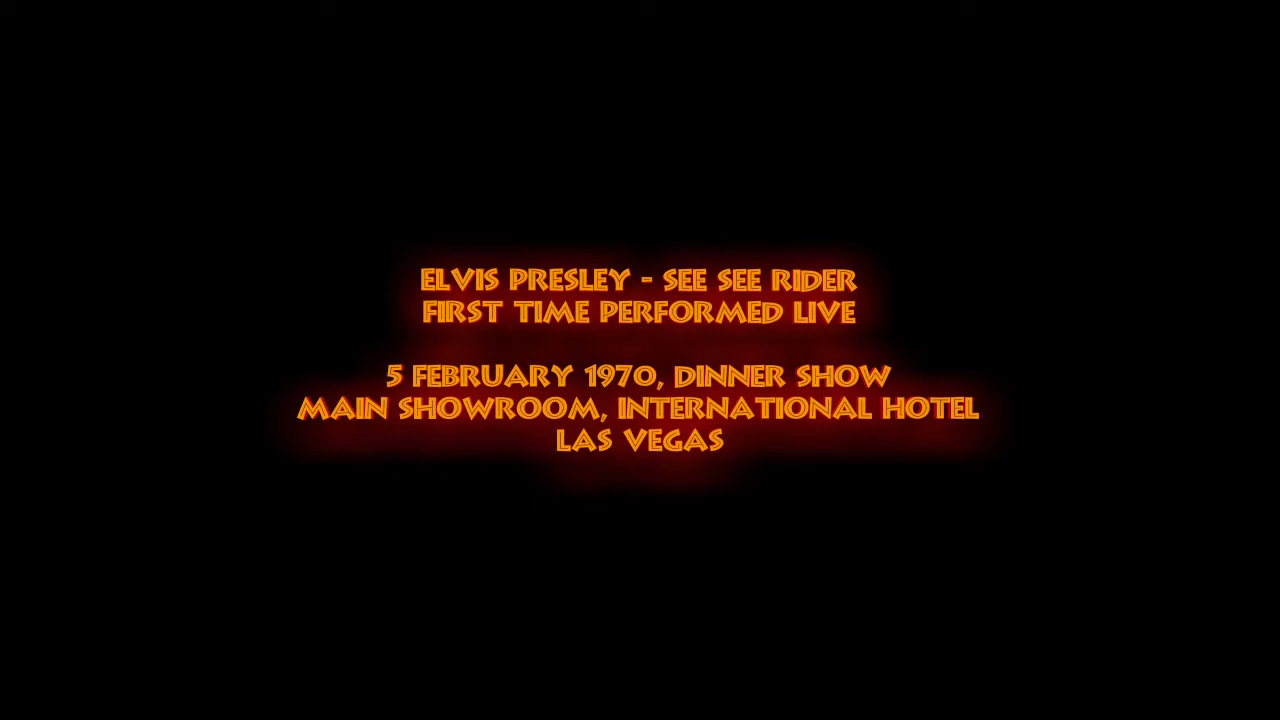 ELVIS PRESLEY - SEE SEE RIDER
FIRST TIME PERFORMED LIVE
5 FEBRUARY 1970, DINNER SHOW
MAIN SHOWROOM, INTERNATIONAL HOTEL
LAS VEGAS